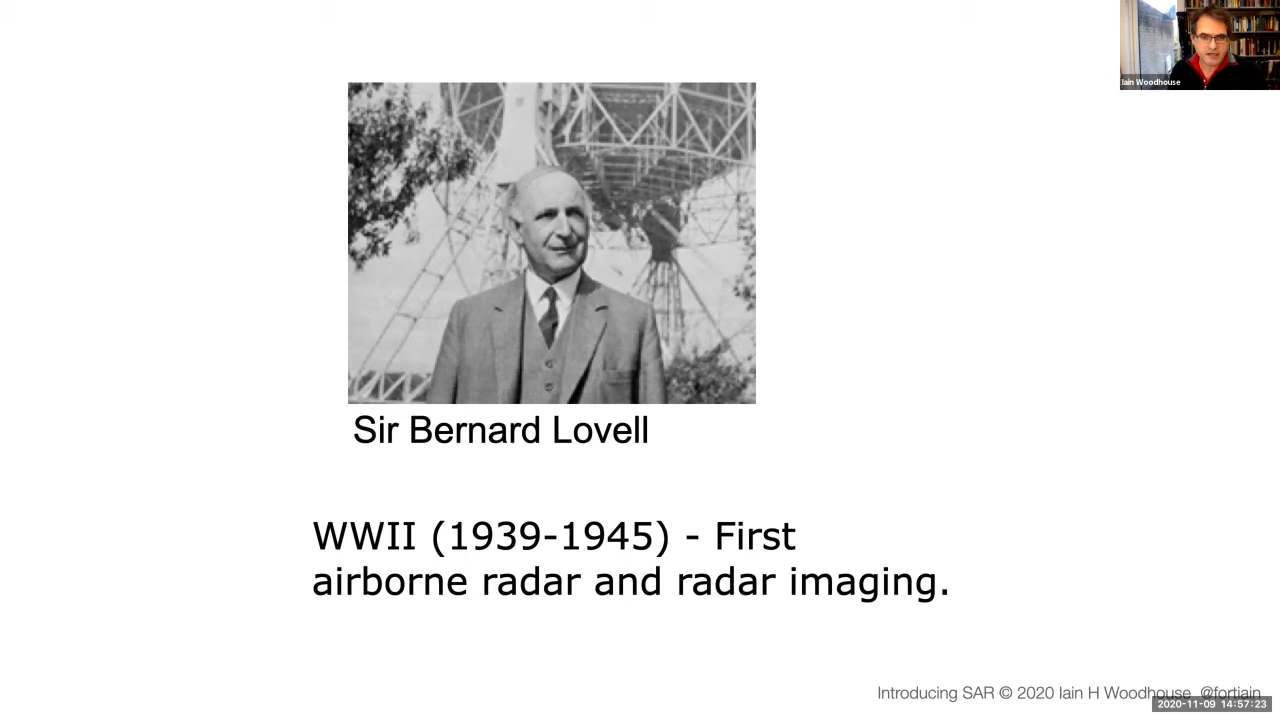 Iain Woodhouse
Sir Bernard Lovell
WWII (1939-1945) - First
airborne radar and radar imaging.
Introducing SAR © 2020 Iain H Woodhouse @fortiain
2020-11-09 14:57:23